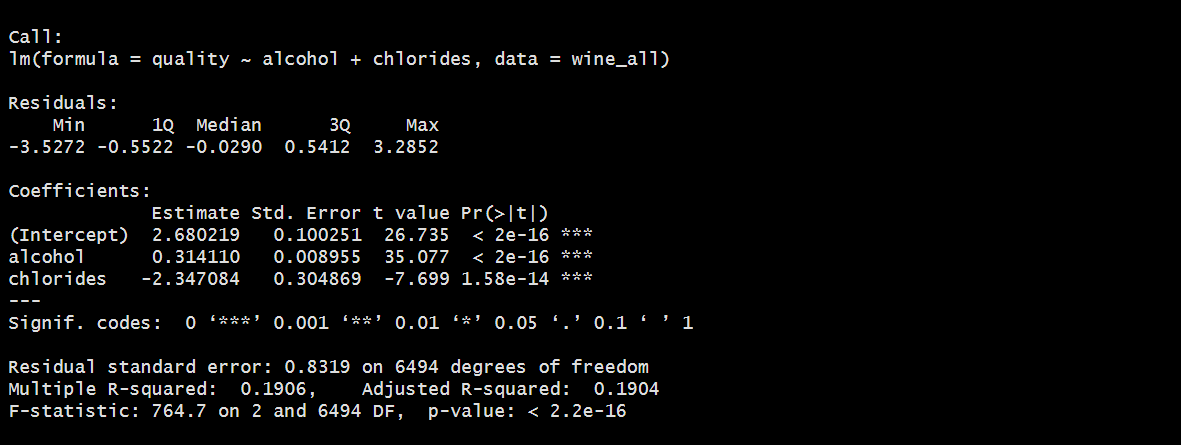 Call:
lm(formula = quality ~ alcohol + chlorides, data = wine_all)
Residuals:
    Min      1Q  Median      3Q     Max
-3.5272 -0.5522 -0.0290  0.5412  3.2852
Coefficients:
             Estimate Std. Error t value Pr(>|t|)
(Intercept)  2.680219   0.100251  26.735  < 2e-16 ***
alcohol      0.314110   0.008955  35.077  < 2e-16 ***
chlorides   -2.347084   0.304869  -7.699 1.58e-14 ***
---
Signif. codes:  0 ‘***’ 0.001 ‘**’ 0.01 ‘*’ 0.05 ‘.’ 0.1 ‘ ’ 1
Residual standard error: 0.8319 on 6494 degrees of freedom
Multiple R-squared:  0.1906,    Adjusted R-squared:  0.1904
F-statistic: 764.7 on 2 and 6494 DF,  p-value: < 2.2e-16